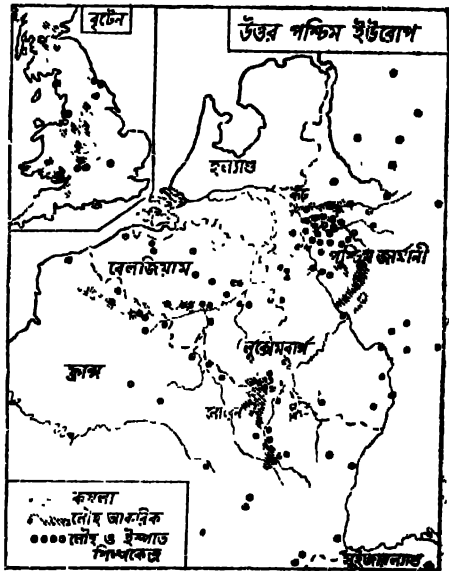 বৃটেন
উত্তর পশ্চিম ইউরোপ
হল্যাণ্ড
রুঢ়
পশ্চিম জার্মানী
বেলজিয়াম
লুক্সেমবার্গ
ফ্রান্স
কয়লা
লৌহ আকরিক
লৌহ ও ইস্পাত
শিল্পকেন্দ্র
সুইজারল্যাণ্ড